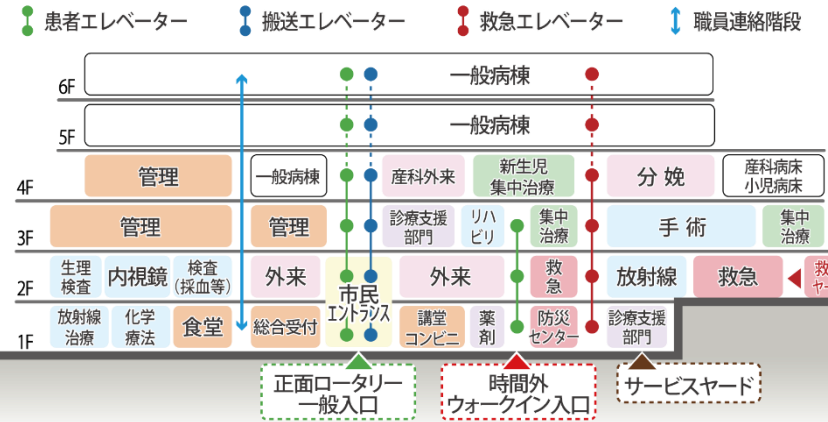 患者エレベーター
搬送エレベーター
救急エレベーター
職員連絡階段
6F
一般病棟
5F
一般病棟
4F
管理
一般病棟
産科外来
新生児
集中治療
分娩
産科病床
小児病床
3F
管理
管理
診療支援
部門
リハ
ビリ
集中
治療
手術
集中
治療
2F
生理
検査
内視鏡
検査
(採血等)
外来
外来
救
急
放射線
救急
救
ヤー
市民
エントランス
1F
放射線
治療
化学
療法
食堂
総合受付
講堂
コンビニ
薬
剤
防災
センター
診療支援
部門
正面ロータリー
一般入口
時間外
ウォークイン入口
サービスヤード